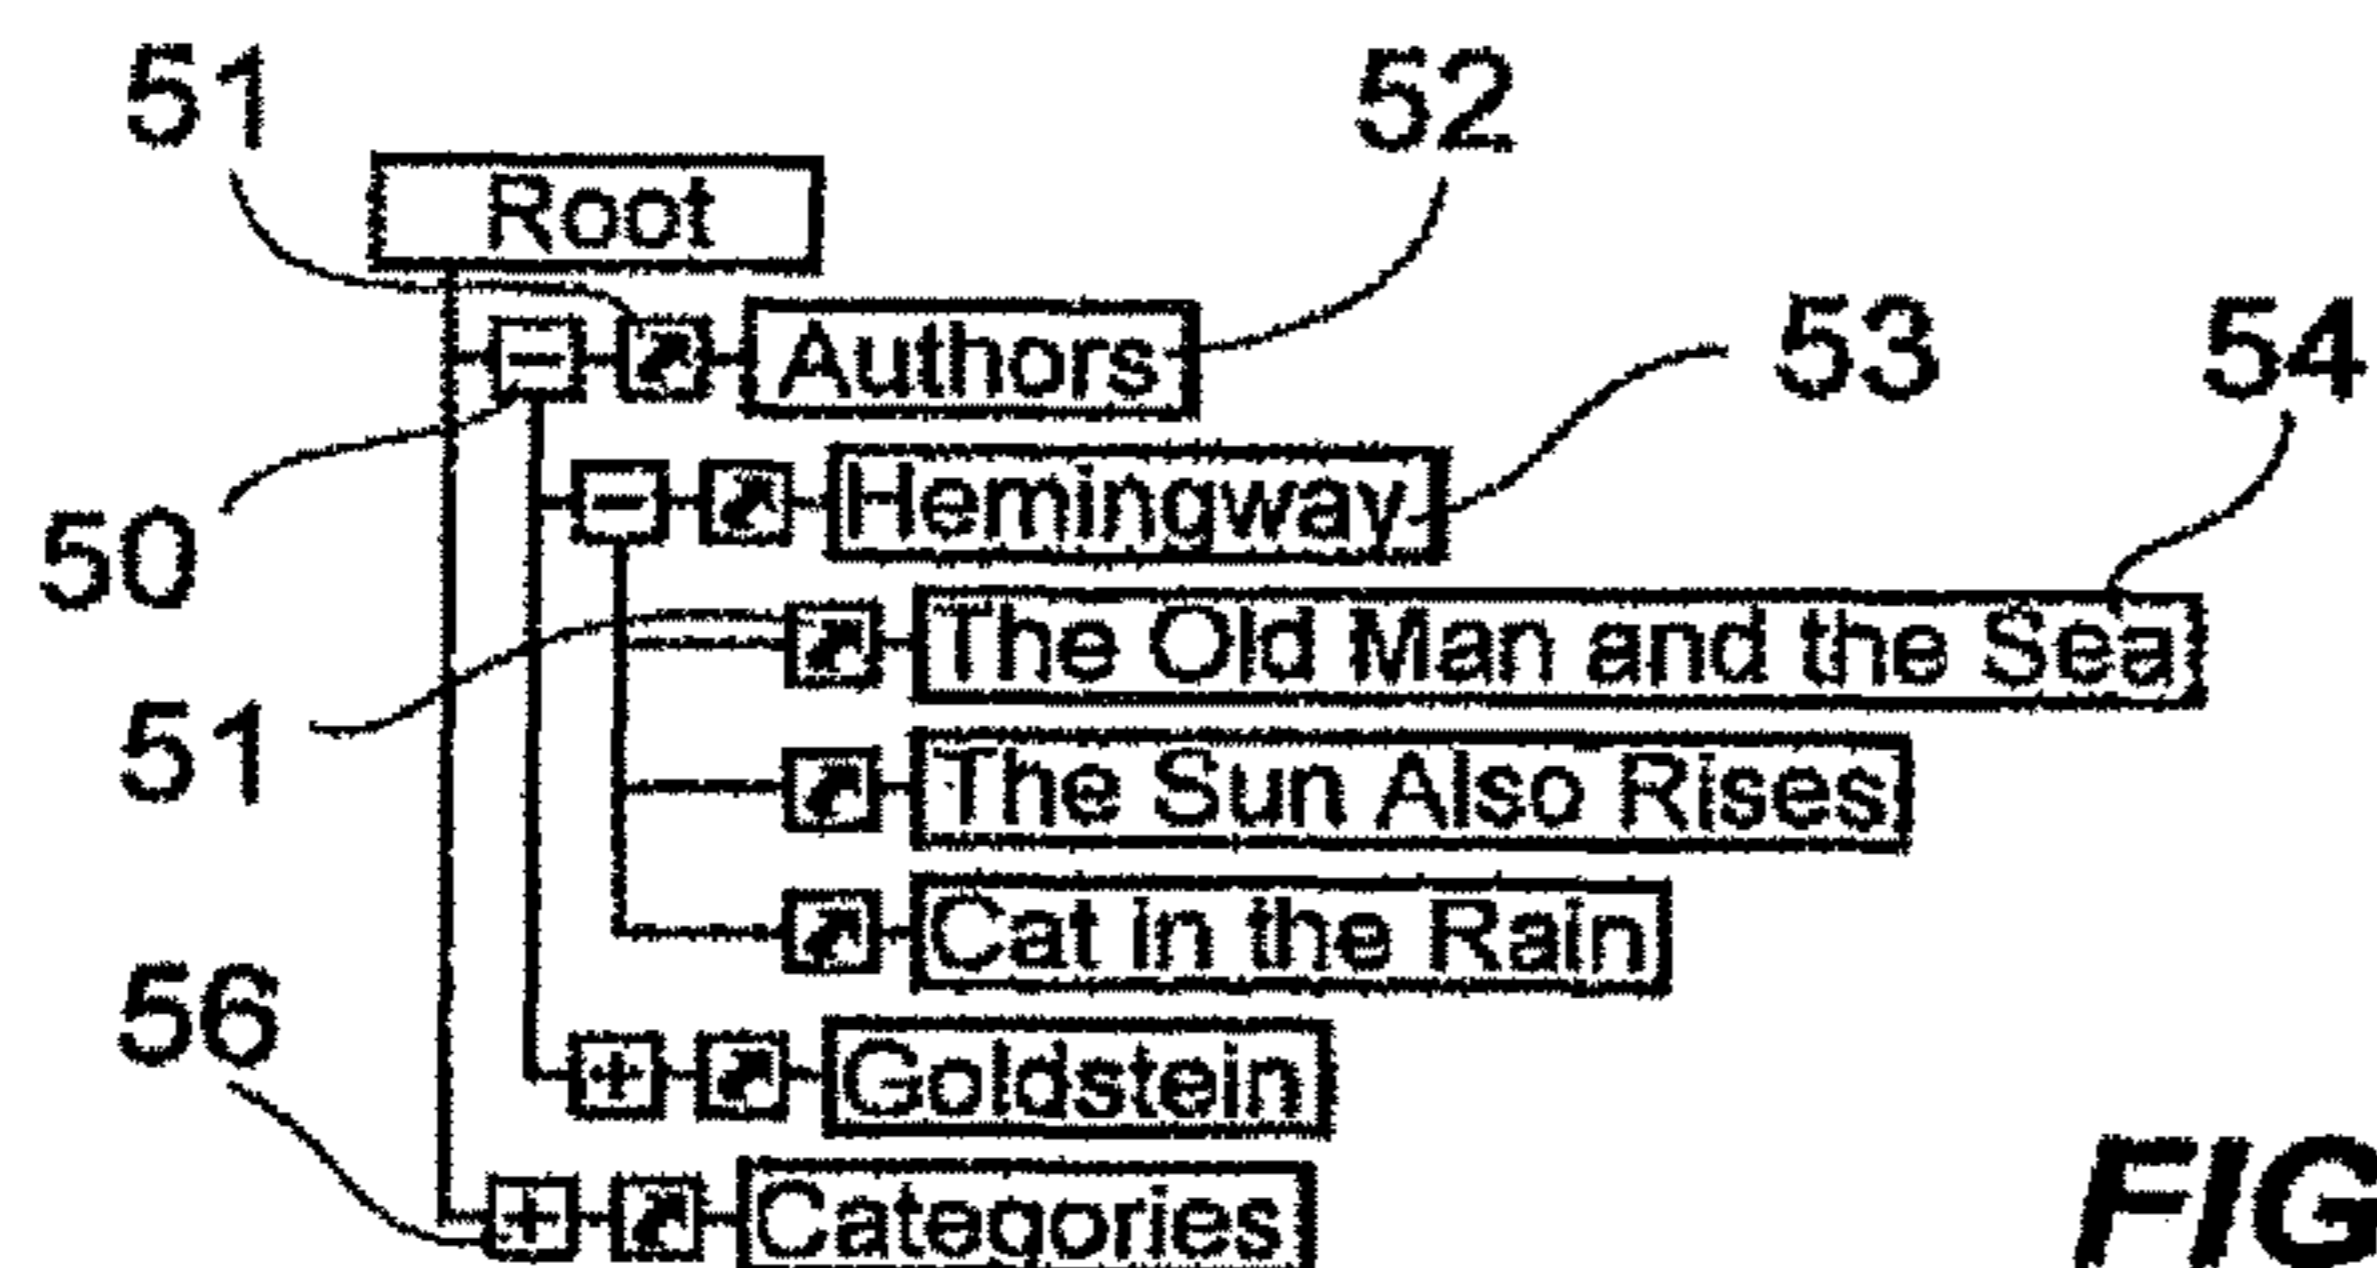 51
52
Root
Authors
53
54
50
Hemingway
The Old Man and the Sea
51
The Sun Also Rises
Cat in the Rain
56
Goldstein
Categories
FIG